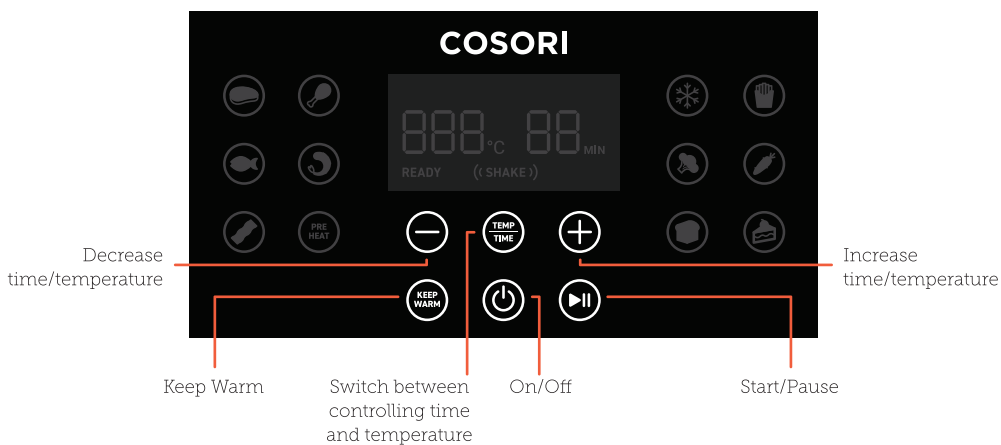 COSORI
888°C 88 MIN
READY ((SHAKE))
PRE
HEAT
TEMP
TIME
Decrease
time/temperature
Increase
time/temperature
KEEP
WARM
Keep Warm
Switch between
controlling time
and temperature
On/Off
Start/Pause